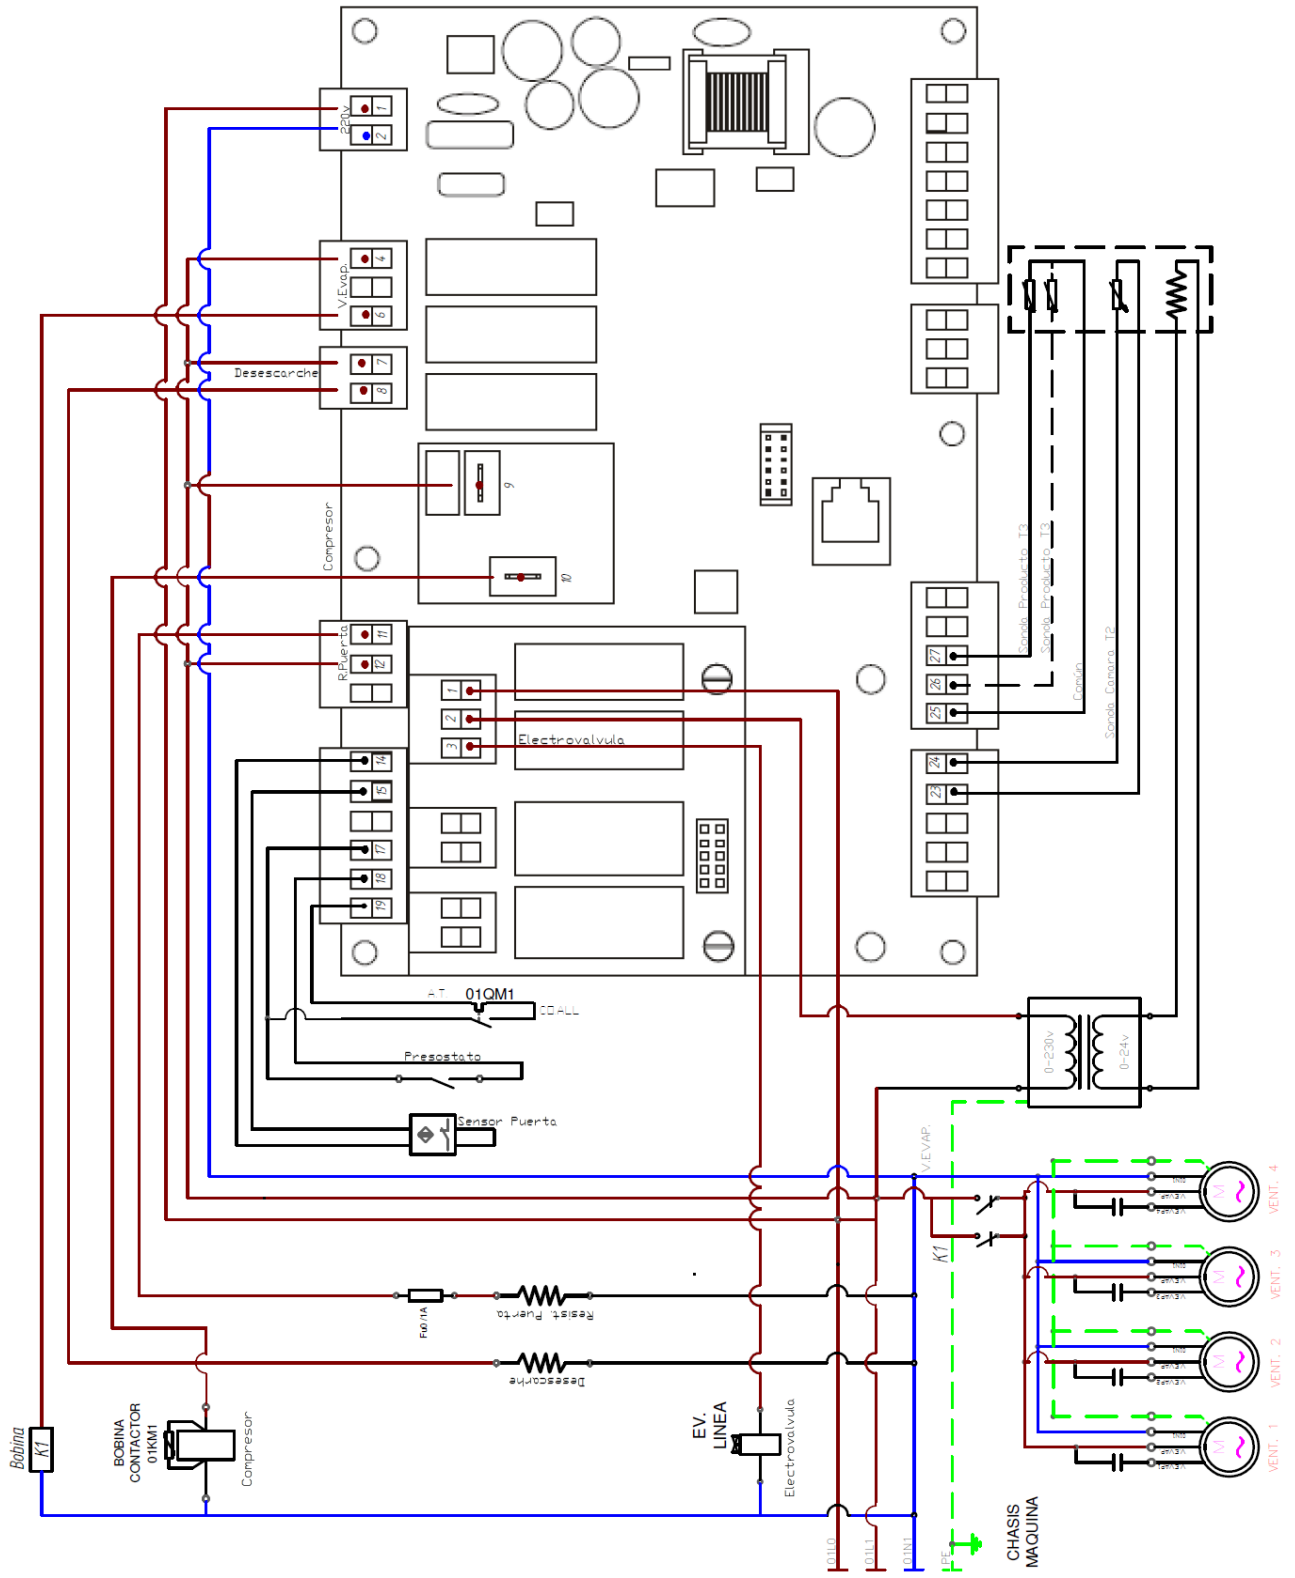 220v
1
2
V.Evap.
4
6
Desescarche
7
8
Compresor
9
10
R.Puerta
11
12
1
2
3
Electrovalvula
14
15
17
18
19
27
26
25
24
23
Sonda Producto T3
Sonda Producto T3
Común
Sonda Camara T2
A.T.
01QM1
CDALL
Presostato
Sensor Puerta
0-230v
0-24v
V.EVAP.
K1
Fu0/1A
Resist. Puerta
Desescarche
Bobina
K1
BOBINA
CONTACTOR
01KM1
Compresor
EV.
LINEA
Electrovalvula
01L0
01L1
01N1
PE
CHASIS
MAQUINA
M
VENT. 4
M
VENT. 3
M
VENT. 2
M
VENT. 1